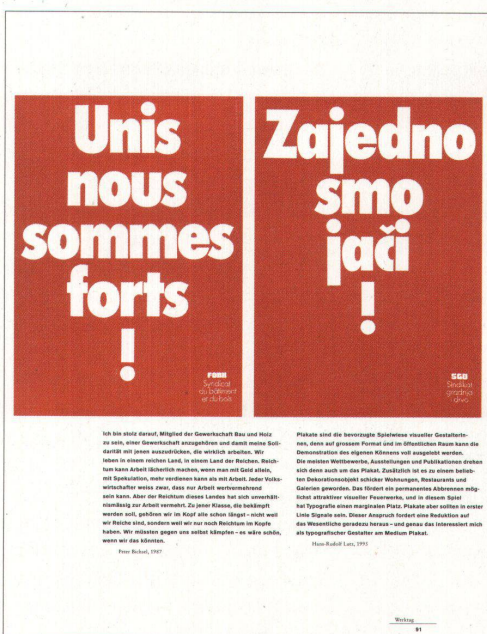 Unis
nous
sommes
forts
!
FOBB
Syndicat
du bâtiment
et du bois
Zajedno
smo
jači
!
SGB
Sindikat
gradnja
drvo
Ich bin stolz darauf, Mitglied der Gewerkschaft Bau und Holz
zu sein, einer Gewerkschaft anzugehören und damit meine Soli-
darität mit jenen auszudrücken, die wirklich arbeiten. Wir
leben in einem reichen Land, in einem Land der Reichen. Reich-
tum kann Arbeit lächerlich machen, wenn man mit Geld allein,
mit Spekulation, mehr verdienen kann als mit Arbeit. Jeder Volks-
wirtschafter weiss zwar, dass nur Arbeit wertvermehrend
sein kann. Aber der Reichtum dieses Landes hat sich unverhält-
nismässig zur Arbeit vermehrt. Zu jener Klasse, die bekämpft
werden soll, gehören wir im Kopf alle schon längst – nicht weil
wir Reiche sind, sondern weil wir nur noch Reichtum im Kopfe
haben. Wir müssten gegen uns selbst kämpfen – es wäre schön,
wenn wir das könnten.
Peter Bichsel, 1987
Plakate sind die bevorzugte Spielwiese visueller GestalterIn-
nen, denn auf grossem Format und im öffentlichen Raum kann die
Demonstration des eigenen Könnens voll ausgelebt werden.
Die meisten Wettbewerbe, Ausstellungen und Publikationen drehen
sich denn auch um das Plakat. Zusätzlich ist es zu einem belieb-
ten Dekorationsobjekt schicker Wohnungen, Restaurants und
Galerien geworden. Das fördert ein permanentes Abbrennen mög-
lichst attraktiver visueller Feuerwerke, und in diesem Spiel
hat Typografie einen marginalen Platz. Plakate aber sollten in erster
Linie Signale sein. Dieser Anspruch fordert eine Reduktion auf
das Wesentliche geradezu heraus – und genau das interessiert mich
als typografischer Gestalter am Medium Plakat.
Hans-Rudolf Lutz, 1993
Werktag
91